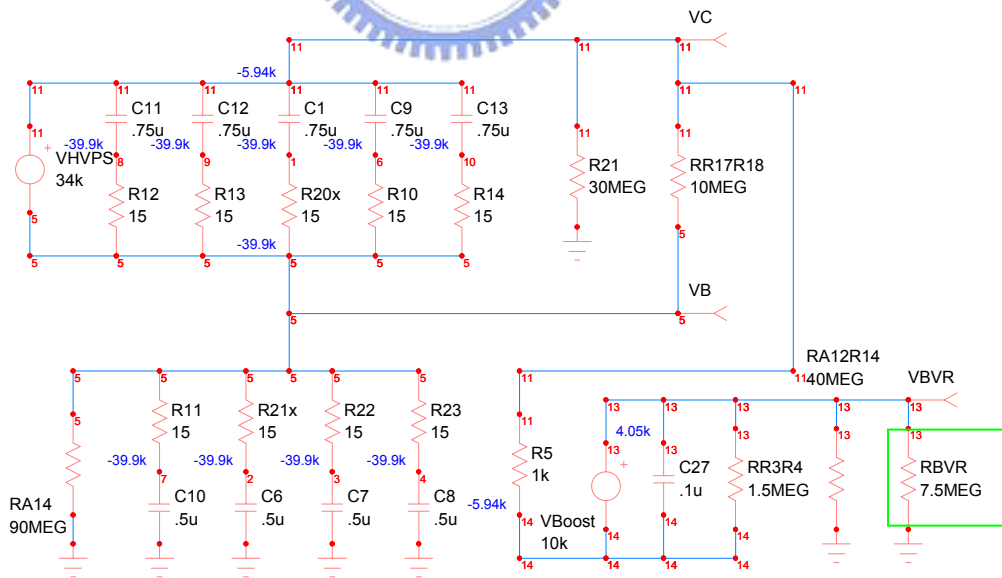 VC
11 11 11
-5.94k
11 11 11 11 11 11 11 11
C11 C12 C1 C9 C13
.75u .75u .75u .75u .75u
11 11 11
-39.9k -39.9k -39.9k -39.9k -39.9k
+
VHVPS
34k
8 9 1 6 10
R12 R13 R20x R10 R14
15 15 15 15 15
R21
30MEG
RR17R18
10MEG
5 5
-39.9k
5 5 5 5 5
VB
5 5
RA12R14
40MEG
5 5 5 5 5 11 11
VBVR
13 13 13 13 13
5 11 13 13 13 13
R11 R21x R22 R23
15 15 15 15
4.05k
+
R5
1k
C27
.1u
RR3R4
1.5MEG
RBVR
7.5MEG
-39.9k -39.9k -39.9k -39.9k
7 2 3 4
RA14
90MEG
C10 C6 C7 C8
.5u .5u .5u .5u
-5.94k
14 14 14 14
VBoost
10k
14 14 14 14